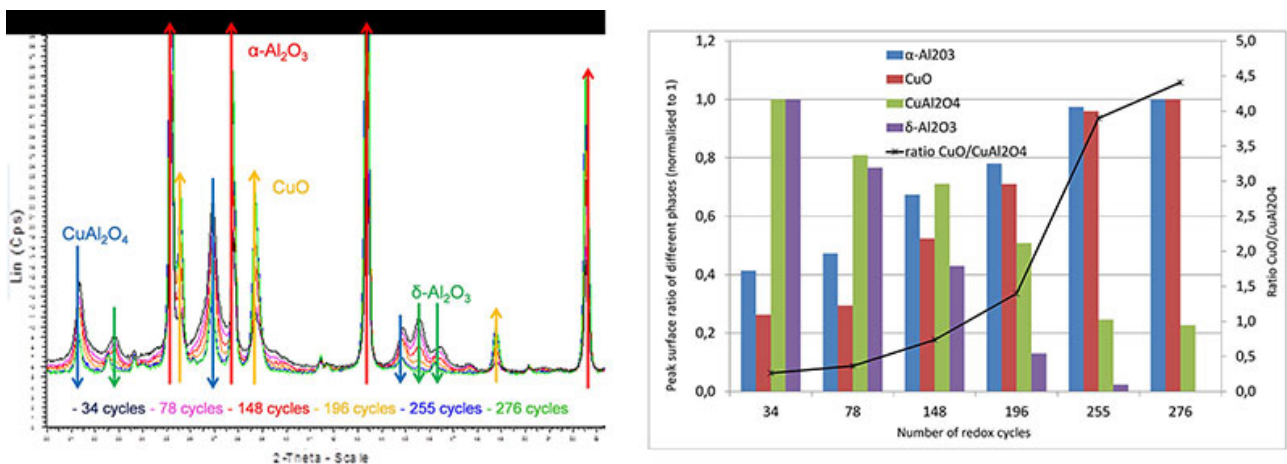 α-Al₂O₃
CuO
CuAl₂O₄
δ-Al₂O₃
Lin (Cps)
- 34 cycles - 78 cycles - 148 cycles - 196 cycles - 255 cycles - 276 cycles
2-Theta - Scale
1,2
1,0
0,8
0,6
0,4
0,2
0,0
Peak surface ratio of different phases (normalised to 1)
α-Al2O3
CuO
CuAl2O4
δ-Al2O3
ratio CuO/CuAl2O4
5,0
4,5
4,0
3,5
3,0
2,5
2,0
1,5
1,0
0,5
0,0
Ratio CuO/CuAl2O4
34 78 148 196 255 276
Number of redox cycles